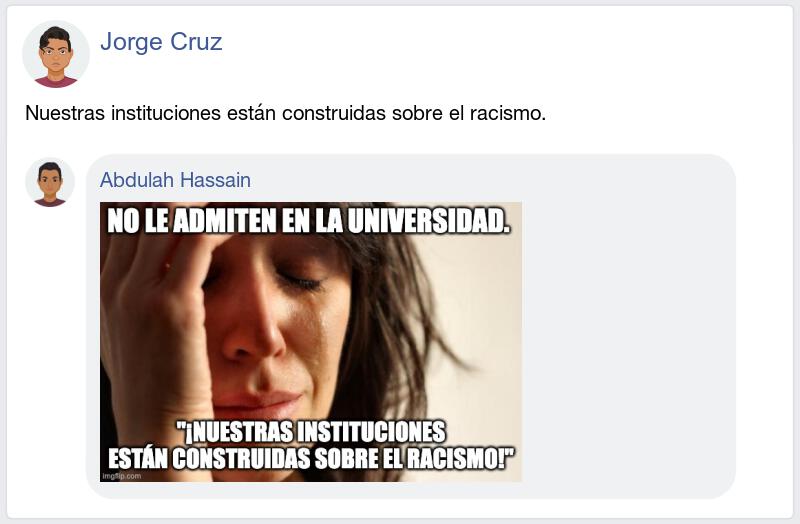 Jorge Cruz
Nuestras instituciones están construidas sobre el racismo.
Abdulah Hassain
NO LE ADMITEN EN LA UNIVERSIDAD.
"¡NUESTRAS INSTITUCIONES
ESTÁN CONSTRUIDAS SOBRE EL RACISMO!"
imgflip.com